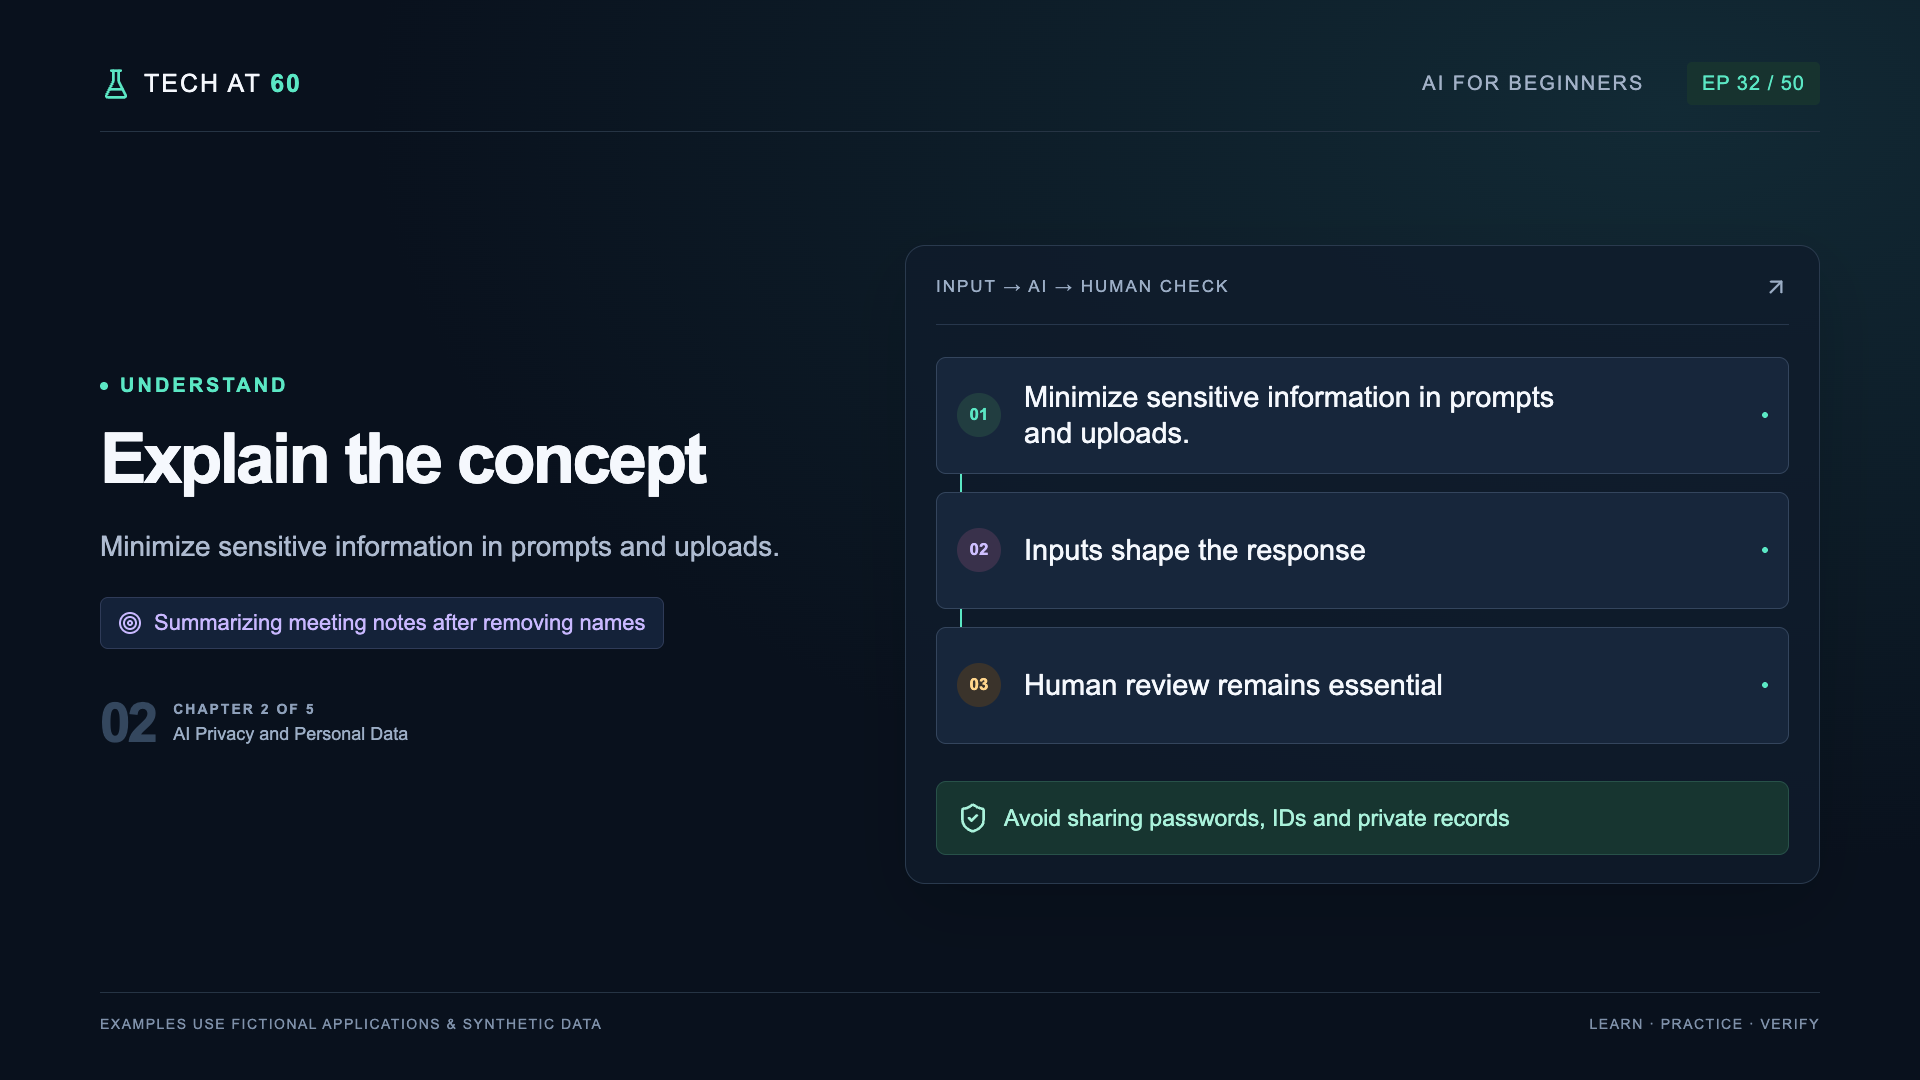 TECH AT 60
AI FOR BEGINNERS
EP 32 / 50
UNDERSTAND
Explain the concept
Minimize sensitive information in prompts and uploads.
Summarizing meeting notes after removing names
02
CHAPTER 2 OF 5
AI Privacy and Personal Data
INPUT → AI → HUMAN CHECK
01
Minimize sensitive information in prompts
and uploads.
02
Inputs shape the response
03
Human review remains essential
Avoid sharing passwords, IDs and private records
EXAMPLES USE FICTIONAL APPLICATIONS & SYNTHETIC DATA
LEARN · PRACTICE · VERIFY